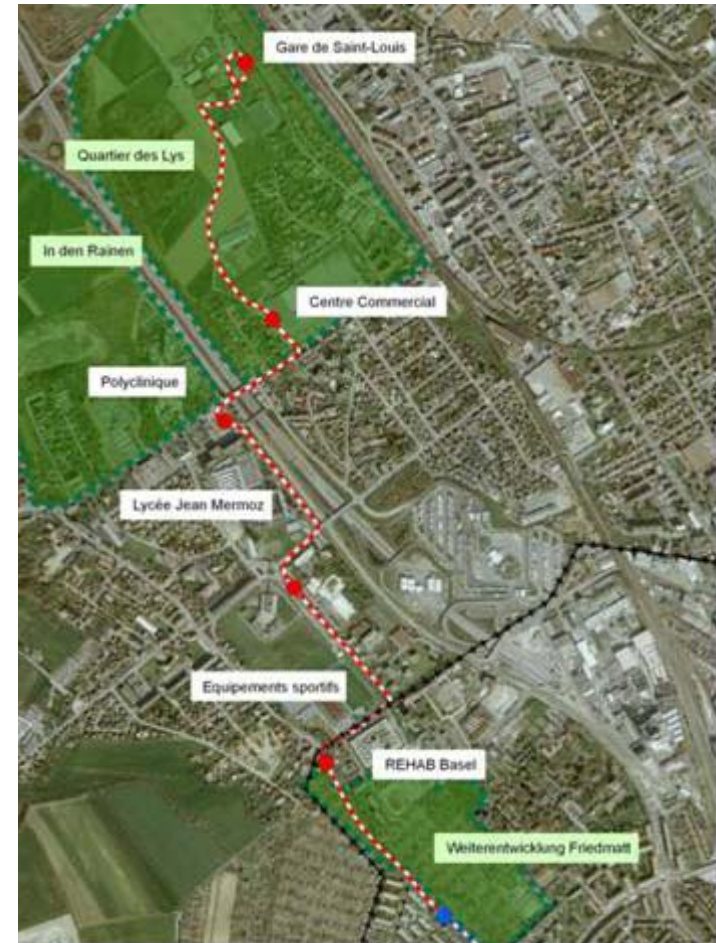 Gare de Saint-Louis
Quartier des Lys
In den Rainen
Centre Commercial
Polyclinique
Lycée Jean Mermoz
Equipements sportifs
REHAB Basel
Weiterentwicklung Friedmatt